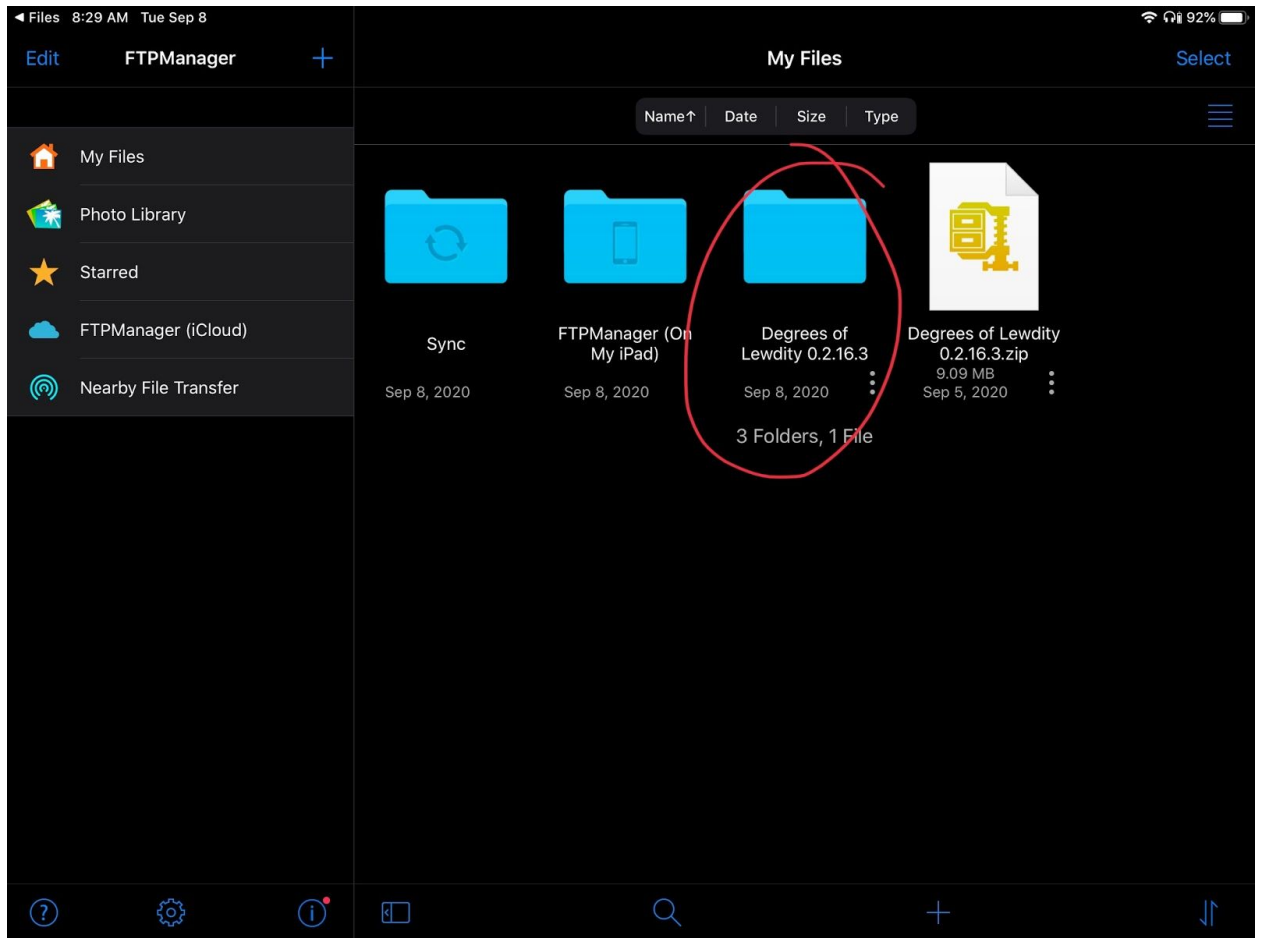 ◄ Files 8:29 AM Tue Sep 8
92%
Edit FTPManager +
My Files
Select
Name↑ Date Size Type
My Files
Photo Library
Starred
FTPManager (iCloud)
Nearby File Transfer
Sync
Sep 8, 2020
FTPManager (On
My iPad)
Sep 8, 2020
Degrees of
Lewdity 0.2.16.3
Sep 8, 2020
Degrees of Lewdity
0.2.16.3.zip
9.09 MB
Sep 5, 2020
3 Folders, 1 File